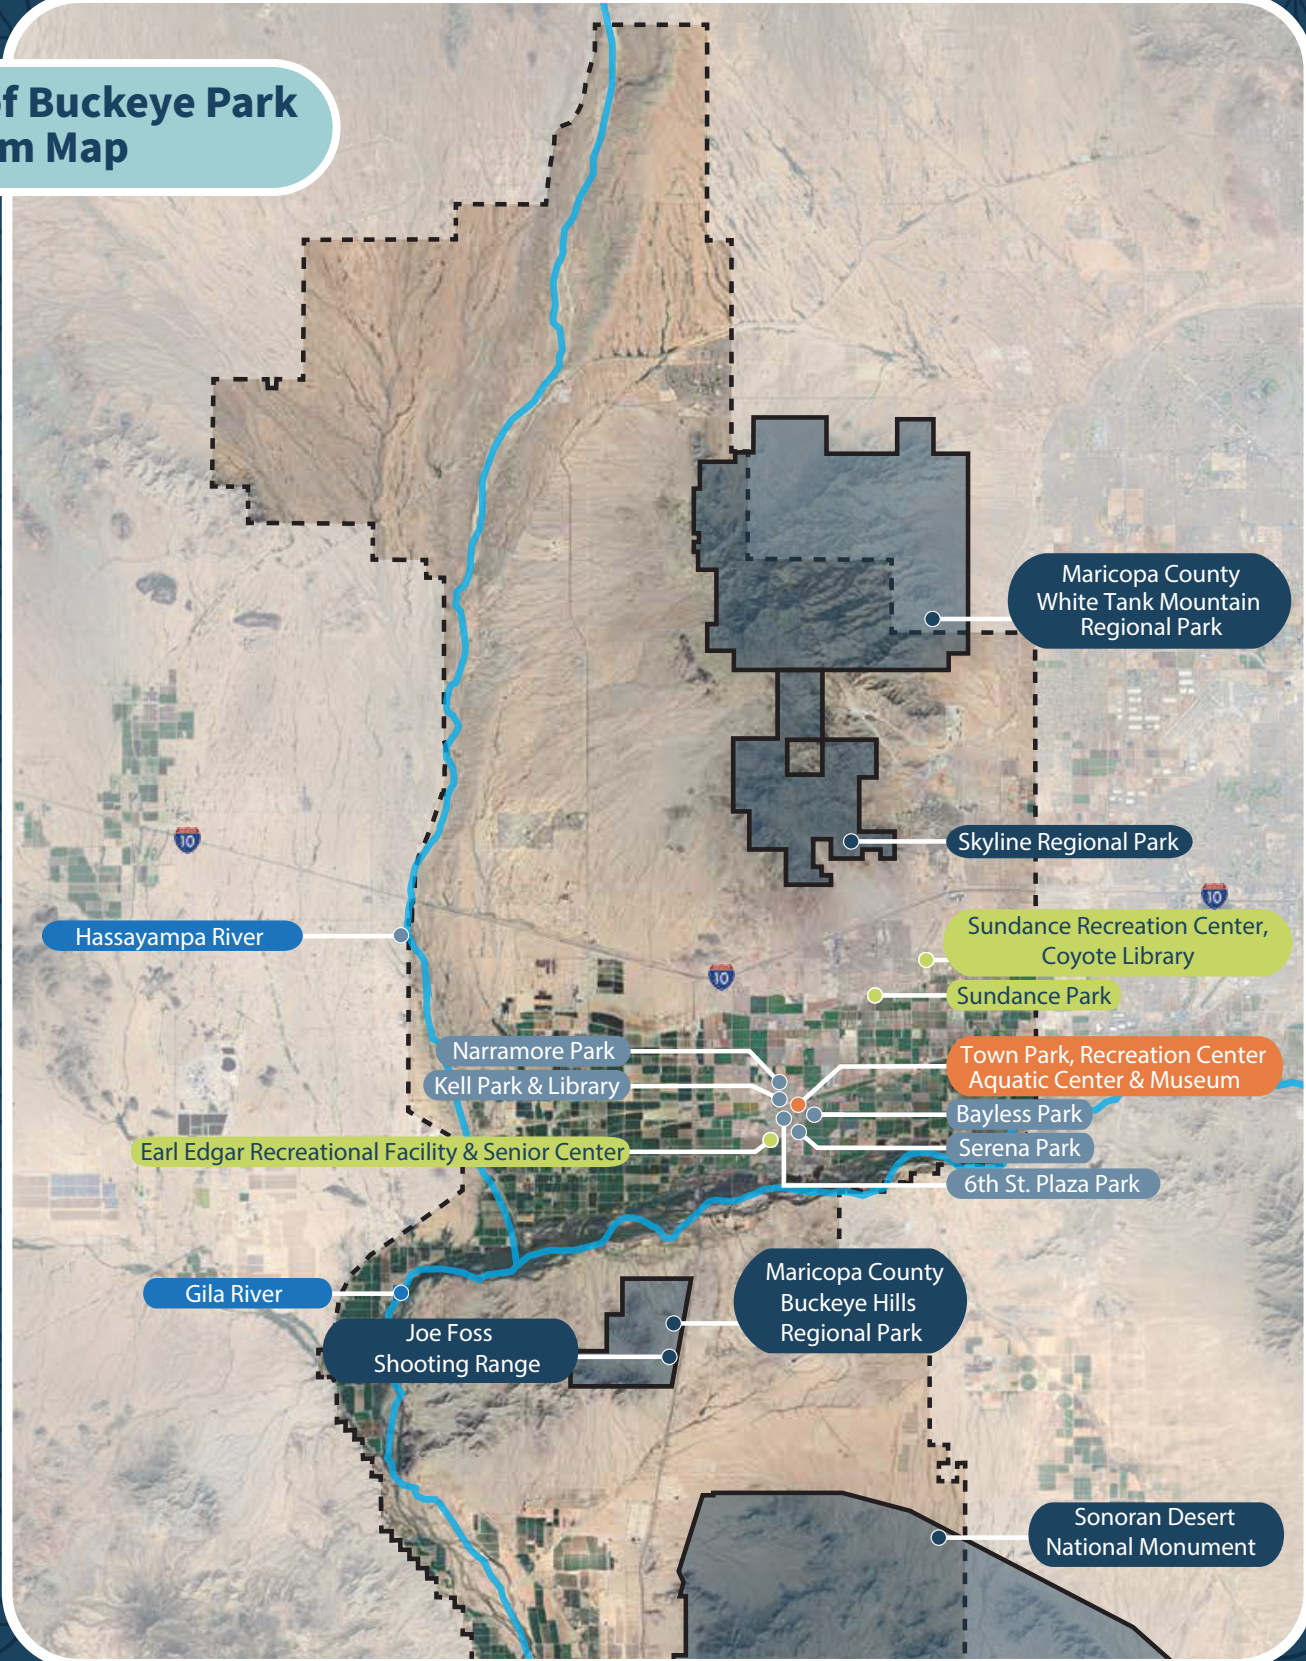 f Buckeye Park
m Map
Maricopa County
White Tank Mountain
Regional Park
10
Skyline Regional Park
10
Hassayampa River
Sundance Recreation Center,
Coyote Library
10
Sundance Park
Narramore Park
Town Park, Recreation Center
Aquatic Center & Museum
Kell Park & Library
Bayless Park
Earl Edgar Recreational Facility & Senior Center
Serena Park
6th St. Plaza Park
Gila River
Maricopa County
Buckeye Hills
Regional Park
Joe Foss
Shooting Range
Sonoran Desert
National Monument